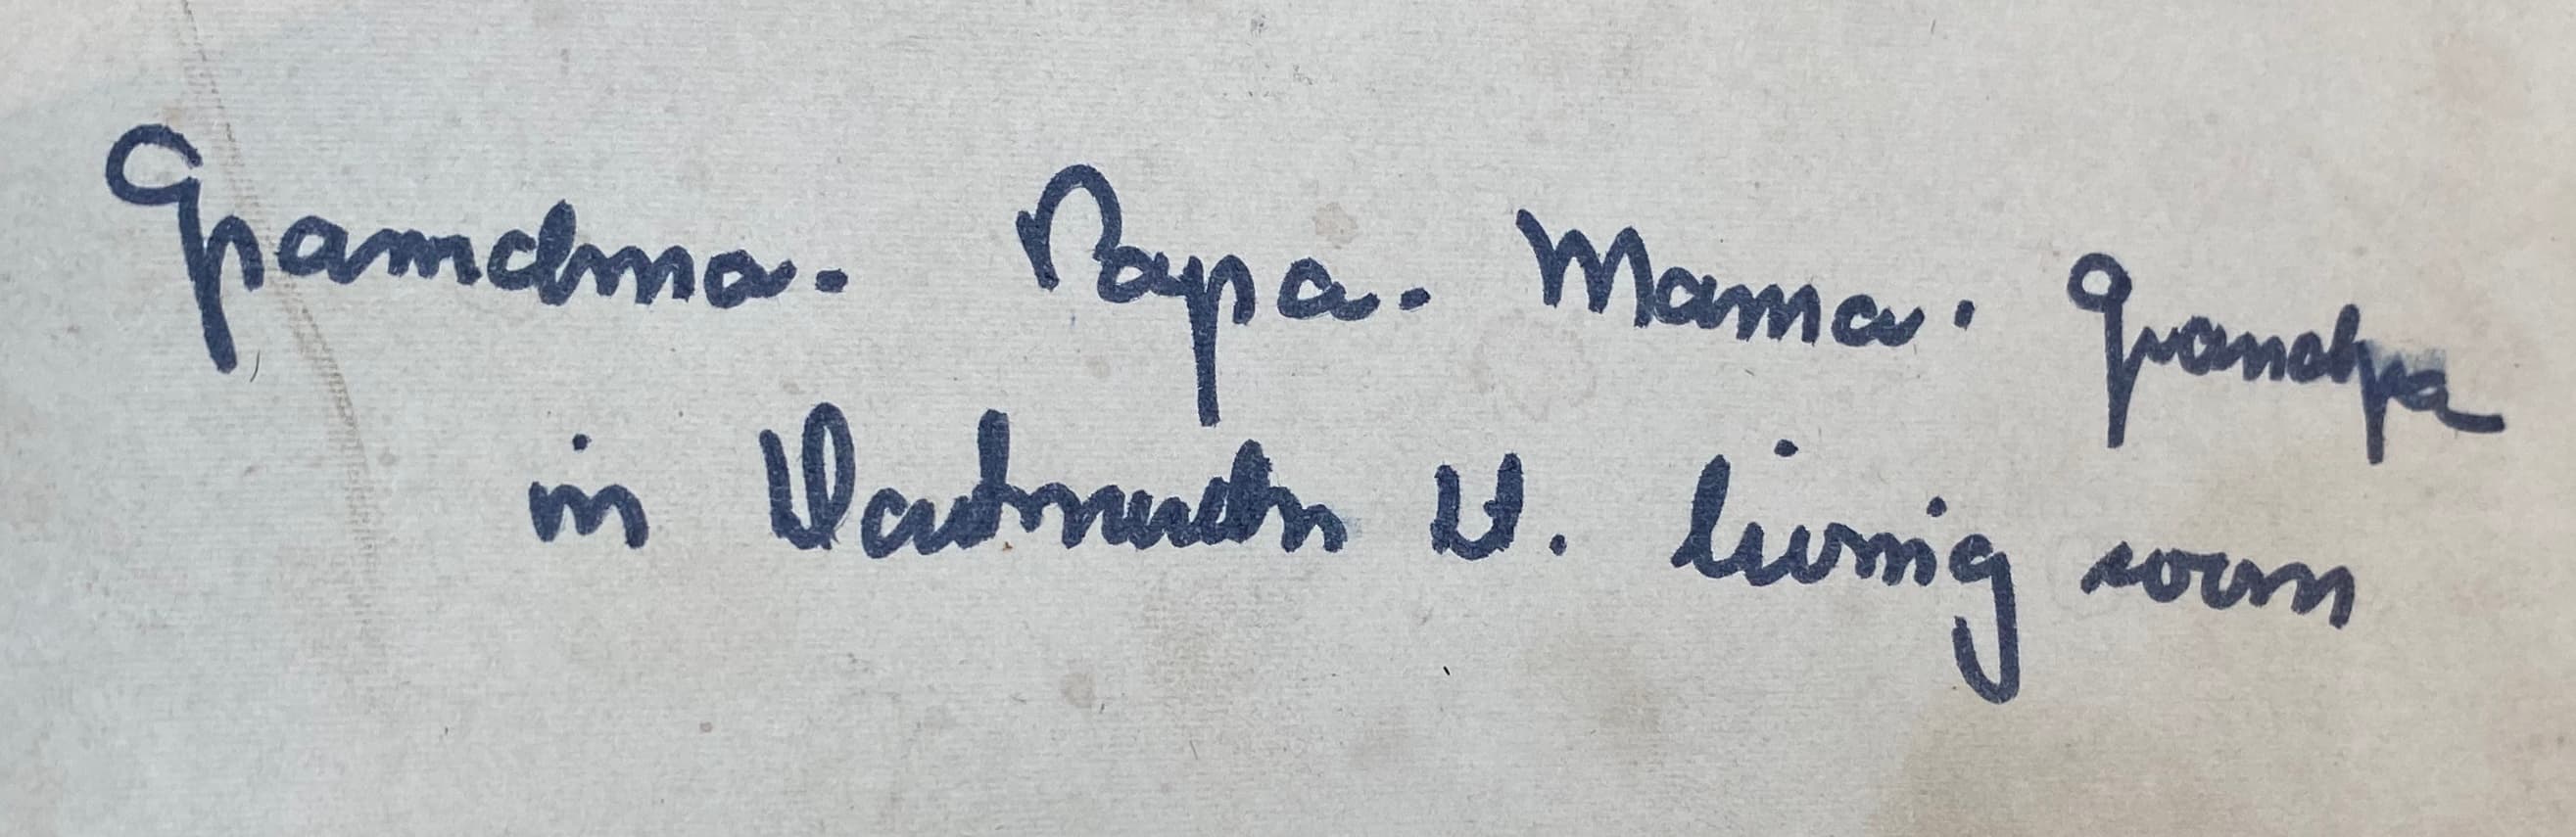 Grandma. Papa. Mama. Grandpa
in Dartmouth St. living room